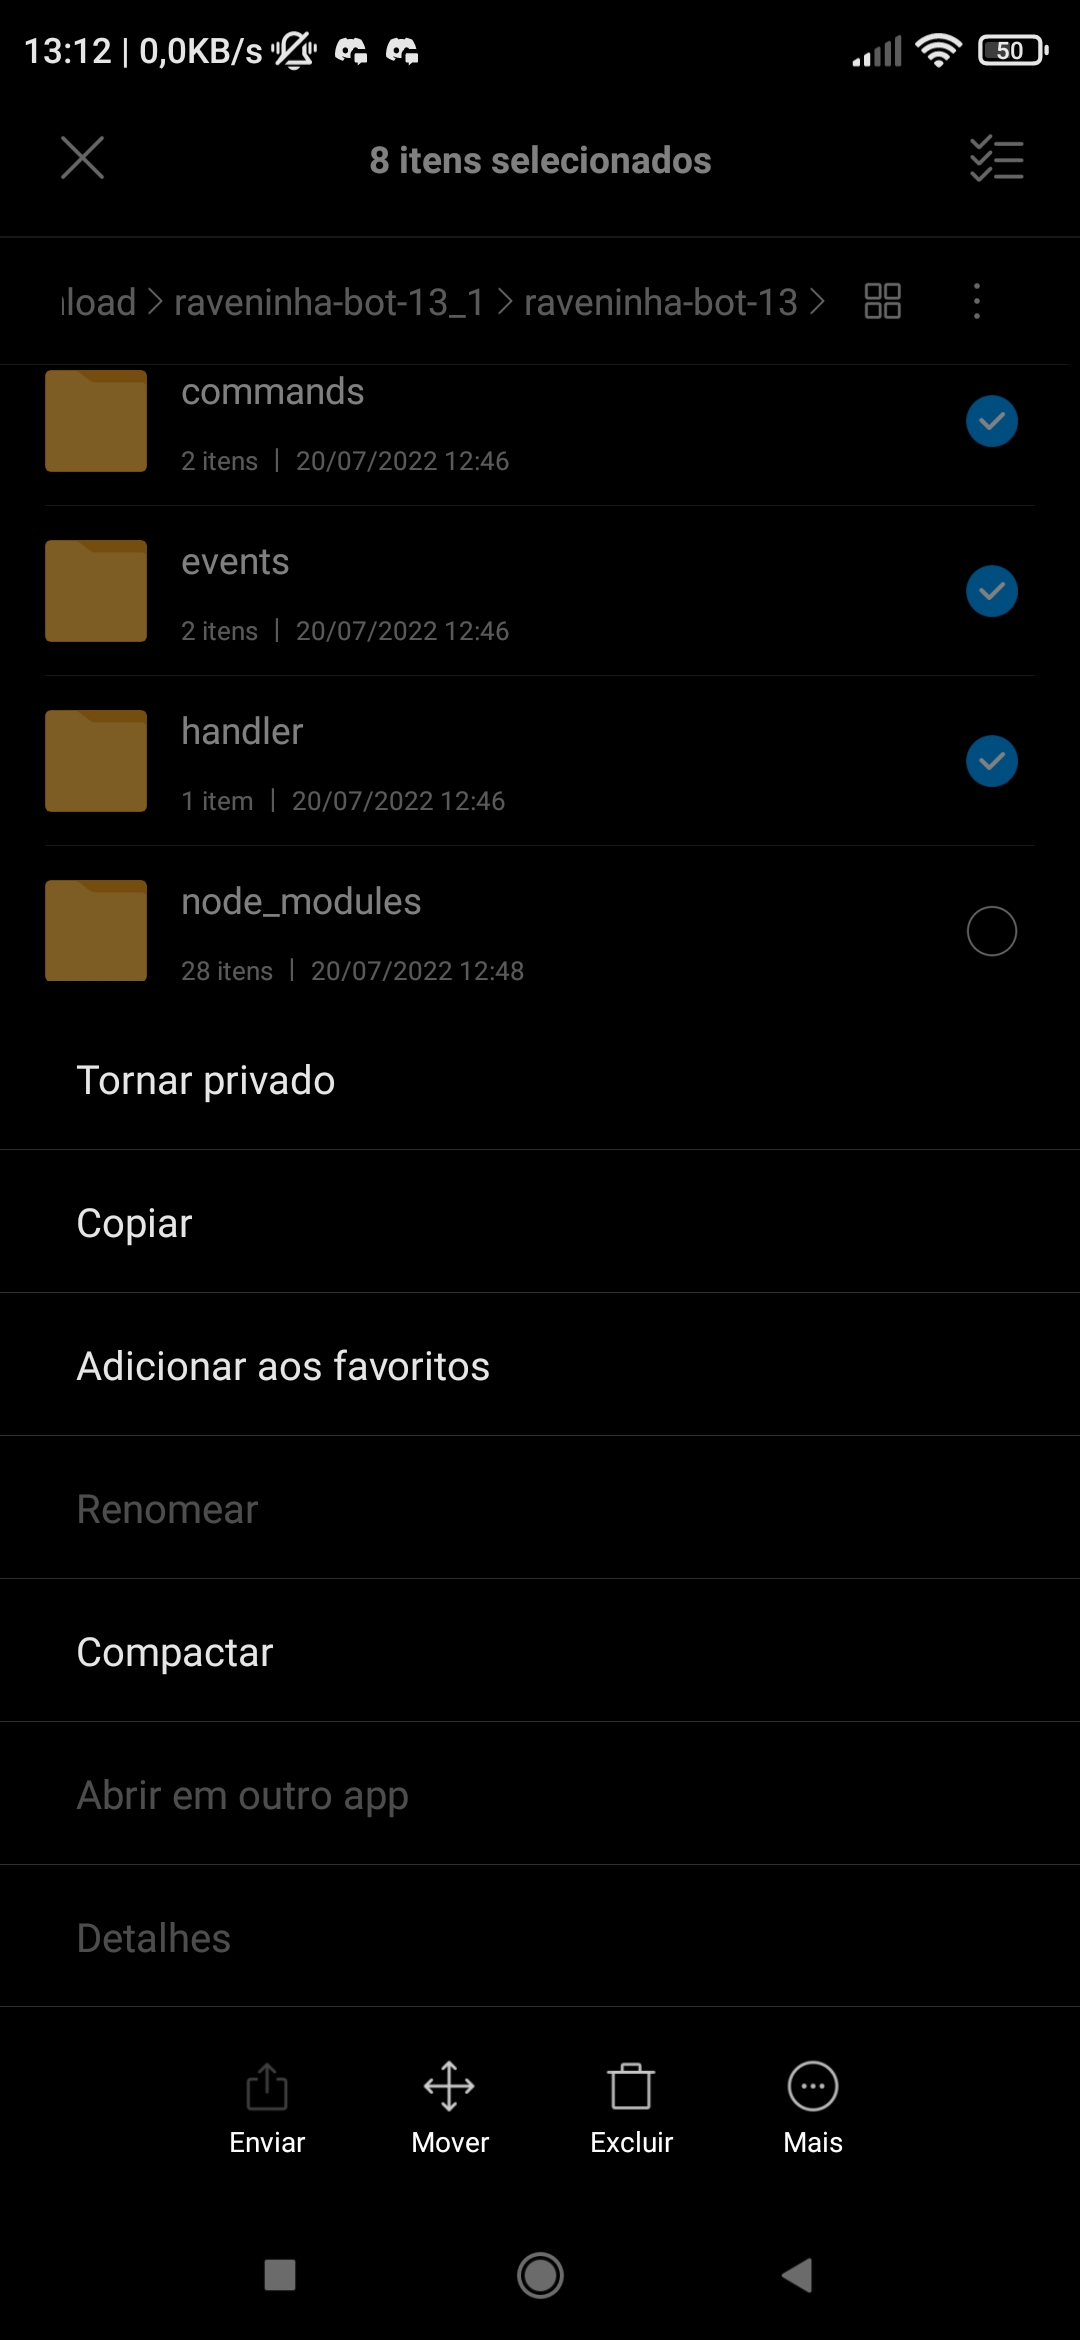 13:12 | 0,0KB/s 50
8 itens selecionados
load > raveninha-bot-13_1 > raveninha-bot-13 >
commands
2 itens | 20/07/2022 12:46
events
2 itens | 20/07/2022 12:46
handler
1 item | 20/07/2022 12:46
node_modules
28 itens | 20/07/2022 12:48
Tornar privado
Copiar
Adicionar aos favoritos
Renomear
Compactar
Abrir em outro app
Detalhes
Enviar Mover Excluir Mais